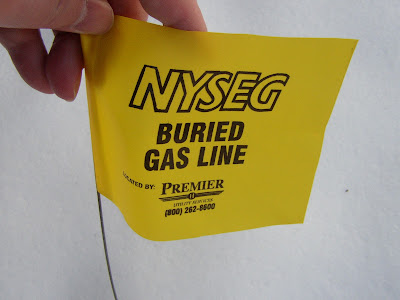 NYSEG
BURIED
GAS LINE
LOCATED BY: PREMIER
UTILITY SERVICES
(800) 262-8600